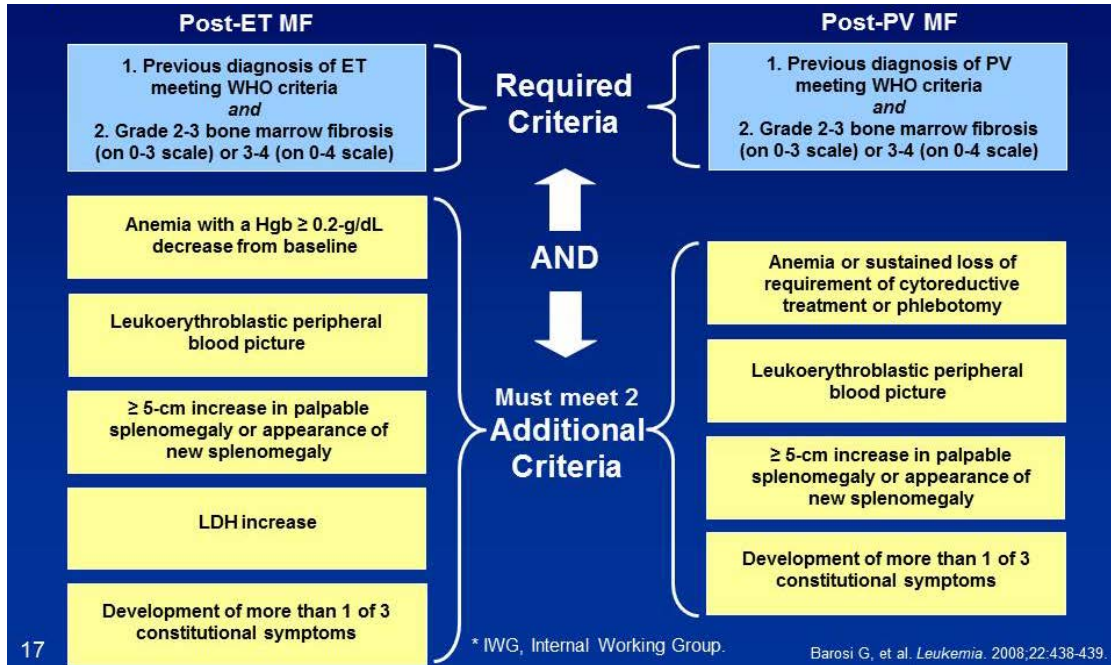 Post-ET MF
1. Previous diagnosis of ET
meeting WHO criteria
and
2. Grade 2-3 bone marrow fibrosis
(on 0-3 scale) or 3-4 (on 0-4 scale)
Anemia with a Hgb ≥ 0.2-g/dL
decrease from baseline
Leukoerythroblastic peripheral
blood picture
≥ 5-cm increase in palpable
splenomegaly or appearance of
new splenomegaly
LDH increase
Development of more than 1 of 3
constitutional symptoms
Required
Criteria
AND
Must meet 2
Additional
Criteria
Post-PV MF
1. Previous diagnosis of PV
meeting WHO criteria
and
2. Grade 2-3 bone marrow fibrosis
(on 0-3 scale) or 3-4 (on 0-4 scale)
Anemia or sustained loss of
requirement of cytoreductive
treatment or phlebotomy
Leukoerythroblastic peripheral
blood picture
≥ 5-cm increase in palpable
splenomegaly or appearance of
new splenomegaly
Development of more than 1 of 3
constitutional symptoms
17
* IWG, Internal Working Group.
Barosi G, et al. Leukemia. 2008;22:438-439.